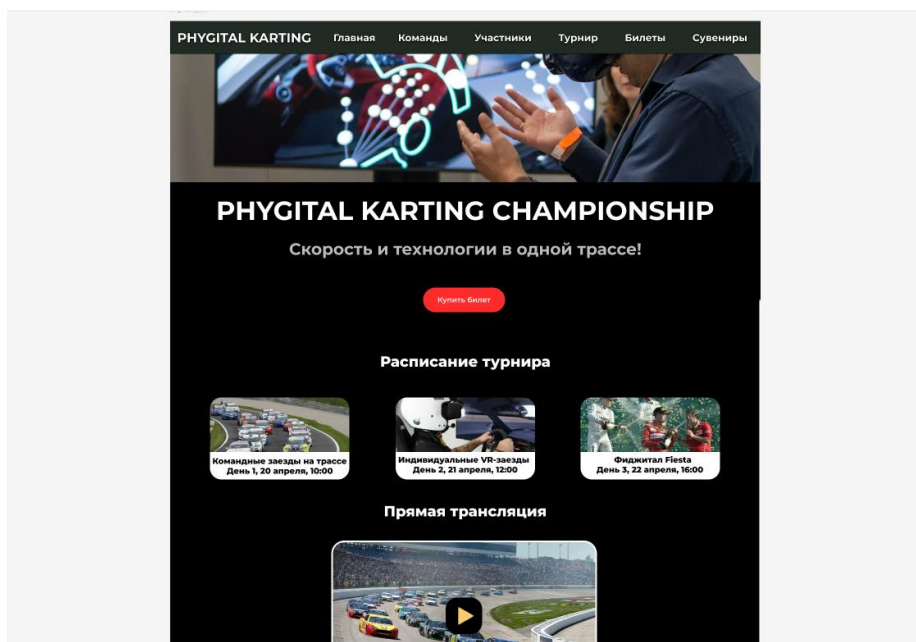 PHYGITAL KARTING Главная Команды Участники Турнир Билеты Сувениры
PHYGITAL KARTING CHAMPIONSHIP
Скорость и технологии в одной трассе!
Купить билет
Расписание турнира
Командные заезды на трассе
День 1, 20 апреля, 10:00
Индивидуальные VR-заезды
День 2, 21 апреля, 12:00
Фиджитал Fiesta
День 3, 22 апреля, 16:00
Прямая трансляция